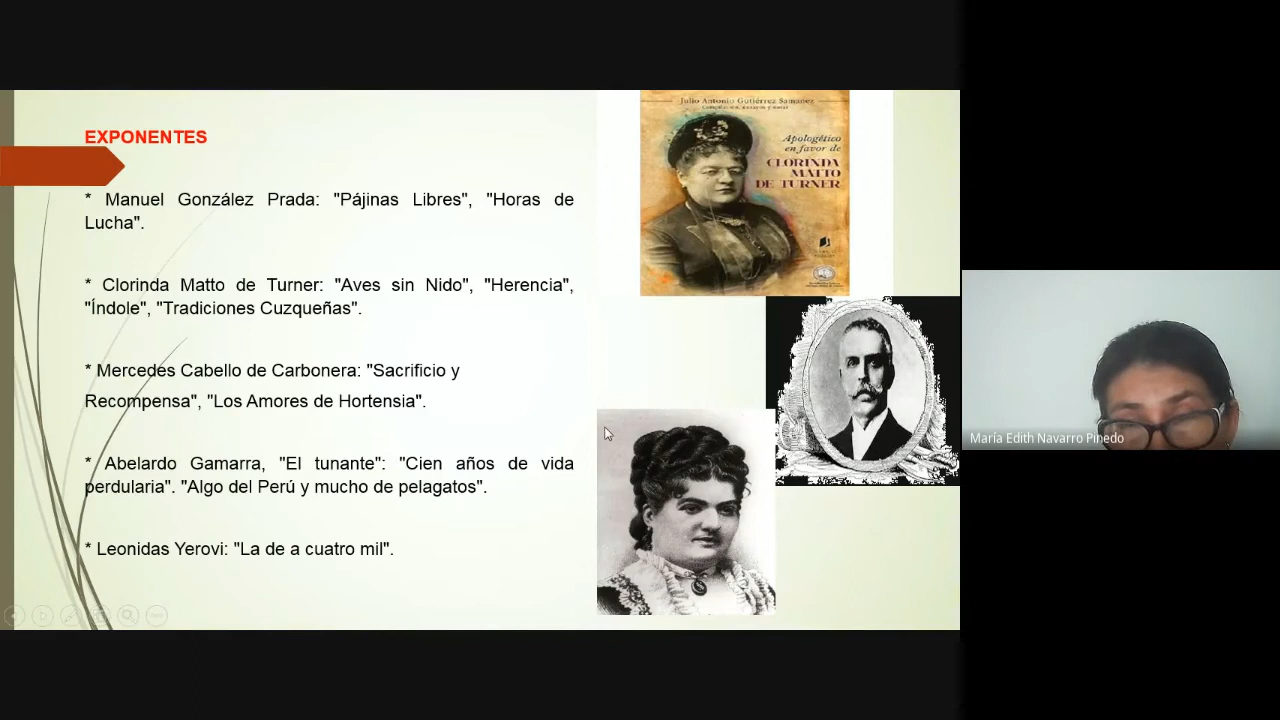 EXPONENTES
* Manuel González Prada: "Pájinas Libres", "Horas de
Lucha".
* Clorinda Matto de Turner: "Aves sin Nido", "Herencia",
"Índole", "Tradiciones Cuzqueñas".
* Mercedes Cabello de Carbonera: "Sacrificio y
Recompensa", "Los Amores de Hortensia".
* Abelardo Gamarra, "El tunante": "Cien años de vida
perdularia". "Algo del Perú y mucho de pelagatos".
* Leonidas Yerovi: "La de a cuatro mil".
Julio Antonio Gutiérrez Samanez
Apologético
en favor de
CLORINDA
MATTO
DE TURNER
María Edith Navarro Pinedo